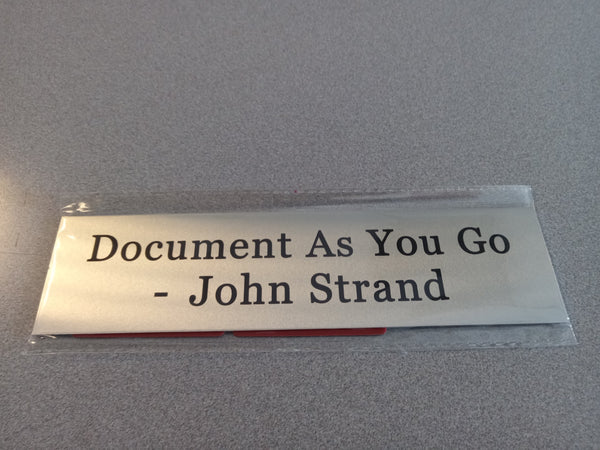 Document As You Go
- John Strand